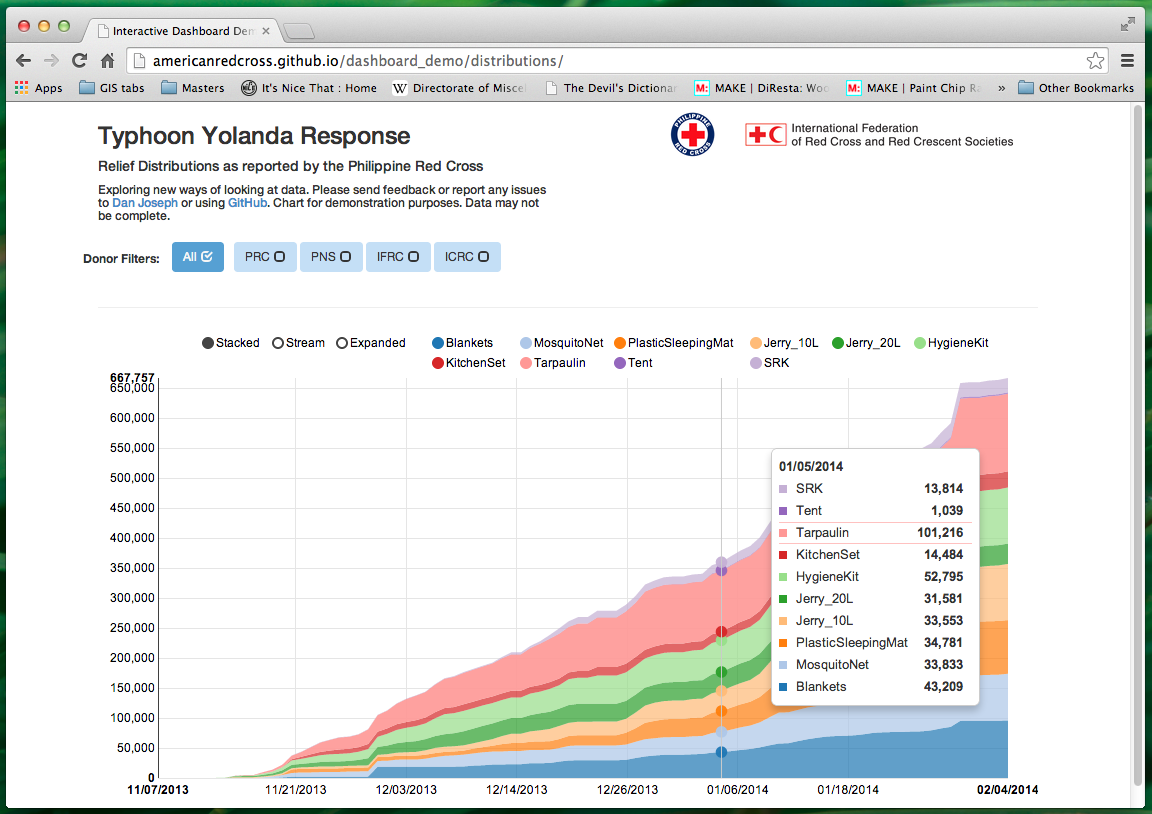 Interactive Dashboard Dem
americanredcross.github.io/dashboard_demo/distributions/
Apps GIS tabs Masters It's Nice That : Home Directorate of Miscel The Devil's Dictionar MAKE | DiResta: Woo MAKE | Paint Chip Ra » Other Bookmarks
Typhoon Yolanda Response
PHILIPPINE RED CROSS
International Federation
of Red Cross and Red Crescent Societies
Relief Distributions as reported by the Philippine Red Cross
Exploring new ways of looking at data. Please send feedback or report any issues
to Dan Joseph or using GitHub. Chart for demonstration purposes. Data may not
be complete.
Donor Filters: All PRC PNS IFRC ICRC
Stacked Stream Expanded Blankets MosquitoNet PlasticSleepingMat Jerry_10L Jerry_20L HygieneKit
KitchenSet Tarpaulin Tent SRK
667,757
650,000
600,000
550,000
500,000
450,000
400,000
350,000
300,000
250,000
200,000
150,000
100,000
50,000
0
01/05/2014
SRK 13,814
Tent 1,039
Tarpaulin 101,216
KitchenSet 14,484
HygieneKit 52,795
Jerry_20L 31,581
Jerry_10L 33,553
PlasticSleepingMat 34,781
MosquitoNet 33,833
Blankets 43,209
11/07/2013 11/21/2013 12/03/2013 12/14/2013 12/26/2013 01/06/2014 01/18/2014 02/04/2014